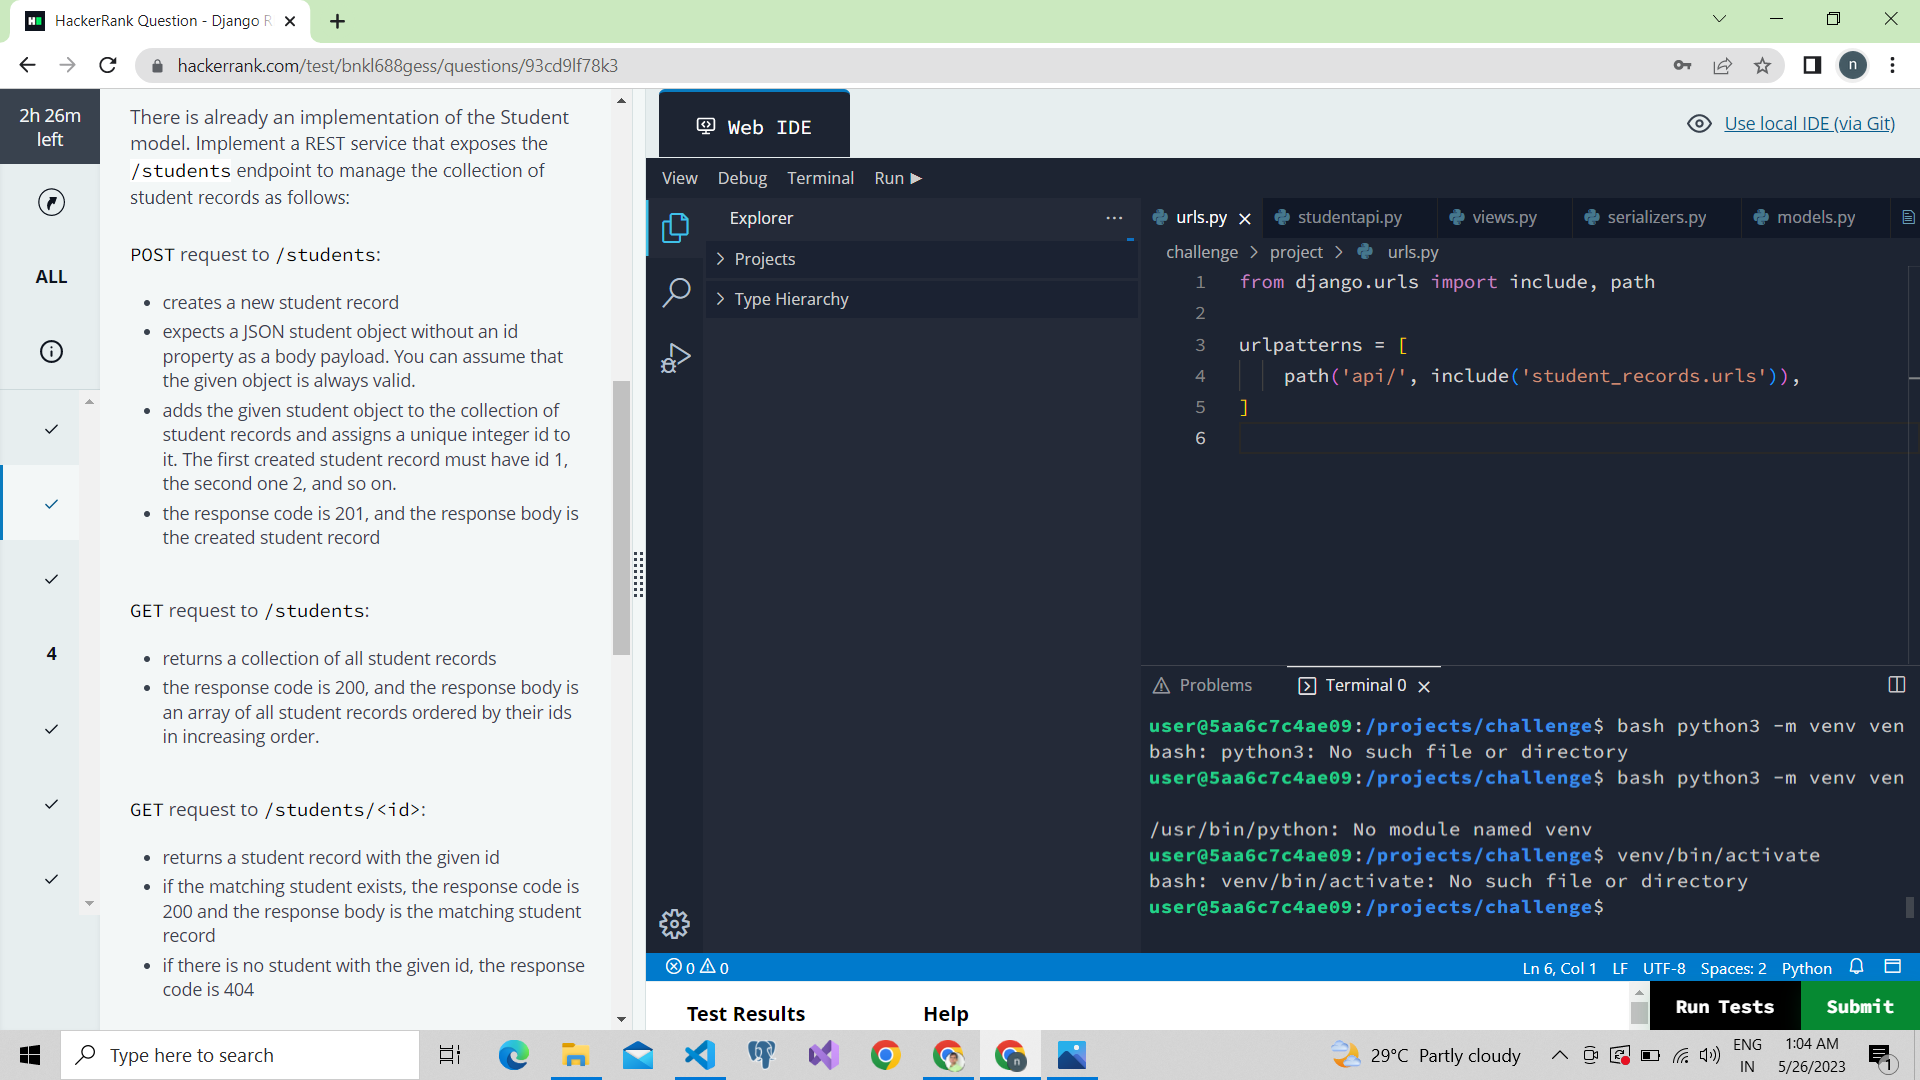 HackerRank Question - Django R
hackerrank.com/test/bnkl688gess/questions/93cd9lf78k3
n
2h 26m
left
ALL
4
There is already an implementation of the Student
model. Implement a REST service that exposes the
/students endpoint to manage the collection of
student records as follows:
POST request to /students:
• creates a new student record
• expects a JSON student object without an id
property as a body payload. You can assume that
the given object is always valid.
• adds the given student object to the collection of
student records and assigns a unique integer id to
it. The first created student record must have id 1,
the second one 2, and so on.
• the response code is 201, and the response body is
the created student record
GET request to /students:
• returns a collection of all student records
• the response code is 200, and the response body is
an array of all student records ordered by their ids
in increasing order.
GET request to /students/<id>:
• returns a student record with the given id
• if the matching student exists, the response code is
200 and the response body is the matching student
record
• if there is no student with the given id, the response
code is 404
Web IDE
Use local IDE (via Git)
View Debug Terminal Run
Explorer
Projects
Type Hierarchy
urls.py studentapi.py views.py serializers.py models.py
challenge > project > urls.py
1 from django.urls import include, path
2
3 urlpatterns = [
4 path('api/', include('student_records.urls')),
5 ]
6
Problems Terminal 0
user@5aa6c7c4ae09:/projects/challenge$ bash python3 -m venv ven
bash: python3: No such file or directory
user@5aa6c7c4ae09:/projects/challenge$ bash python3 -m venv ven
/usr/bin/python: No module named venv
user@5aa6c7c4ae09:/projects/challenge$ venv/bin/activate
bash: venv/bin/activate: No such file or directory
user@5aa6c7c4ae09:/projects/challenge$
0 0
Ln 6, Col 1 LF UTF-8 Spaces: 2 Python
Test Results Help
Run Tests Submit
Type here to search
29°C Partly cloudy
ENG
IN
1:04 AM
5/26/2023
1